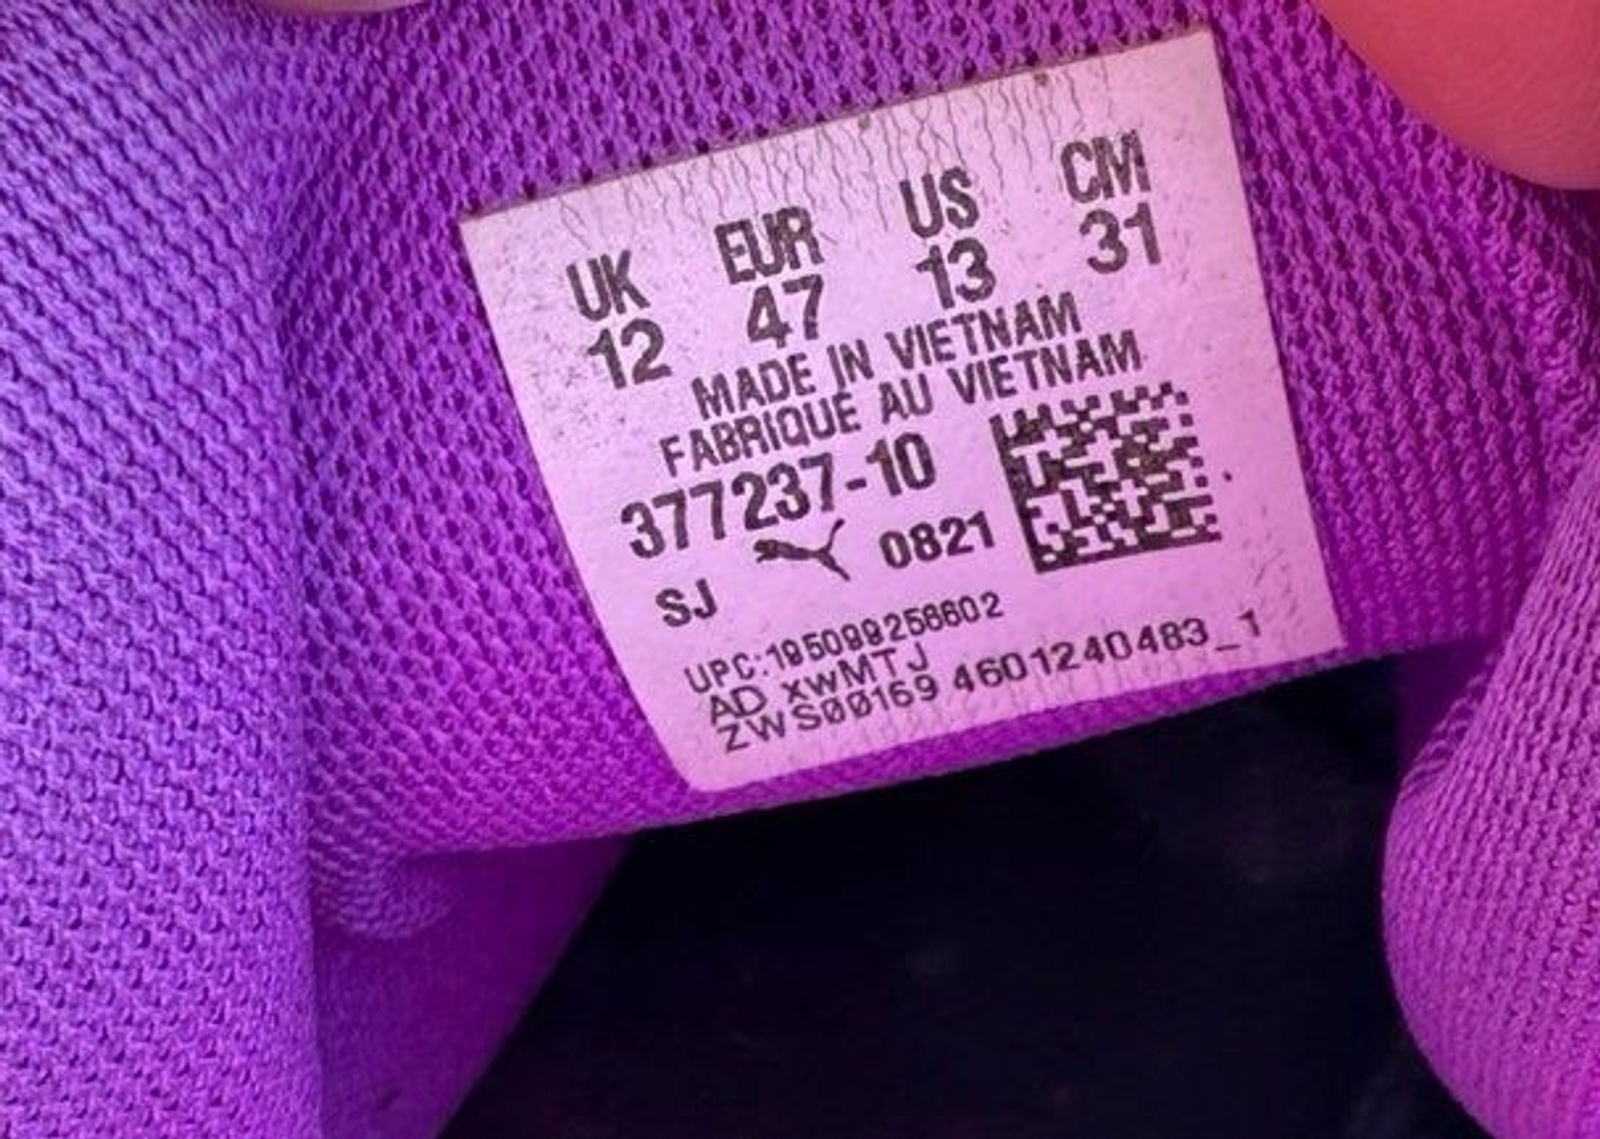 UK EUR US CM
12 47 13 31
MADE IN VIETNAM
FABRIQUE AU VIETNAM
377237-10
SJ 0821
UPC:195099256602
AD xwMTJ
ZWS00169 4601240483_1